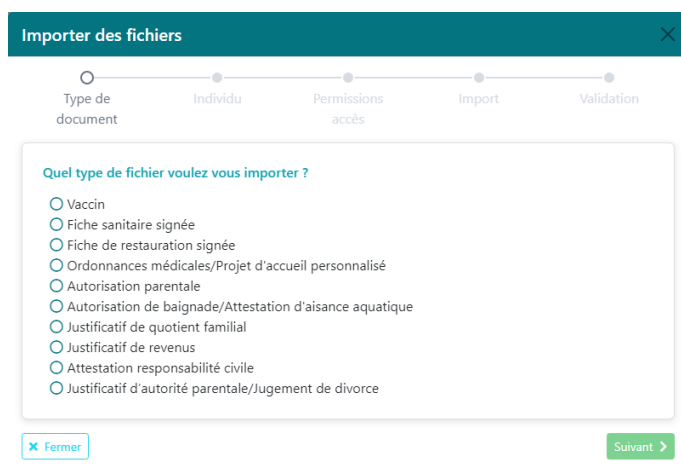 Importer des fichiers
Type de document
Individu
Permissions accès
Import
Validation
Quel type de fichier voulez vous importer ?
Vaccin
Fiche sanitaire signée
Fiche de restauration signée
Ordonnances médicales/Projet d'accueil personnalisé
Autorisation parentale
Autorisation de baignade/Attestation d'aisance aquatique
Justificatif de quotient familial
Justificatif de revenus
Attestation responsabilité civile
Justificatif d'autorité parentale/Jugement de divorce
Fermer
Suivant